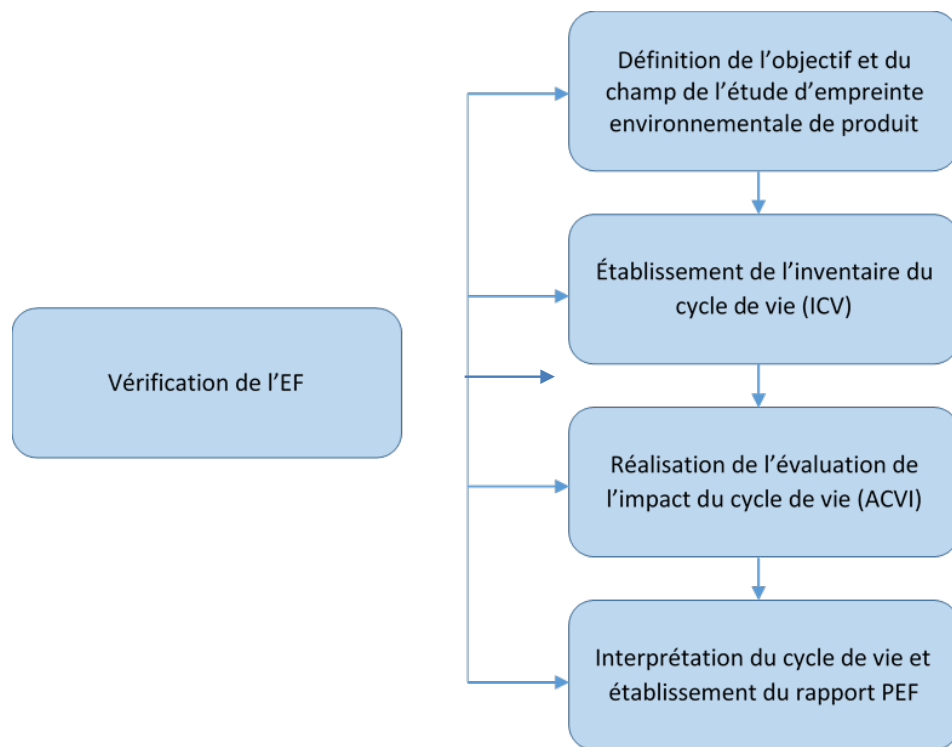 Définition de l’objectif et du
champ de l’étude d’empreinte
environnementale de produit
Établissement de l’inventaire du
cycle de vie (ICV)
Vérification de l’EF
Réalisation de l’évaluation de
l’impact du cycle de vie (ACVI)
Interprétation du cycle de vie et
établissement du rapport PEF